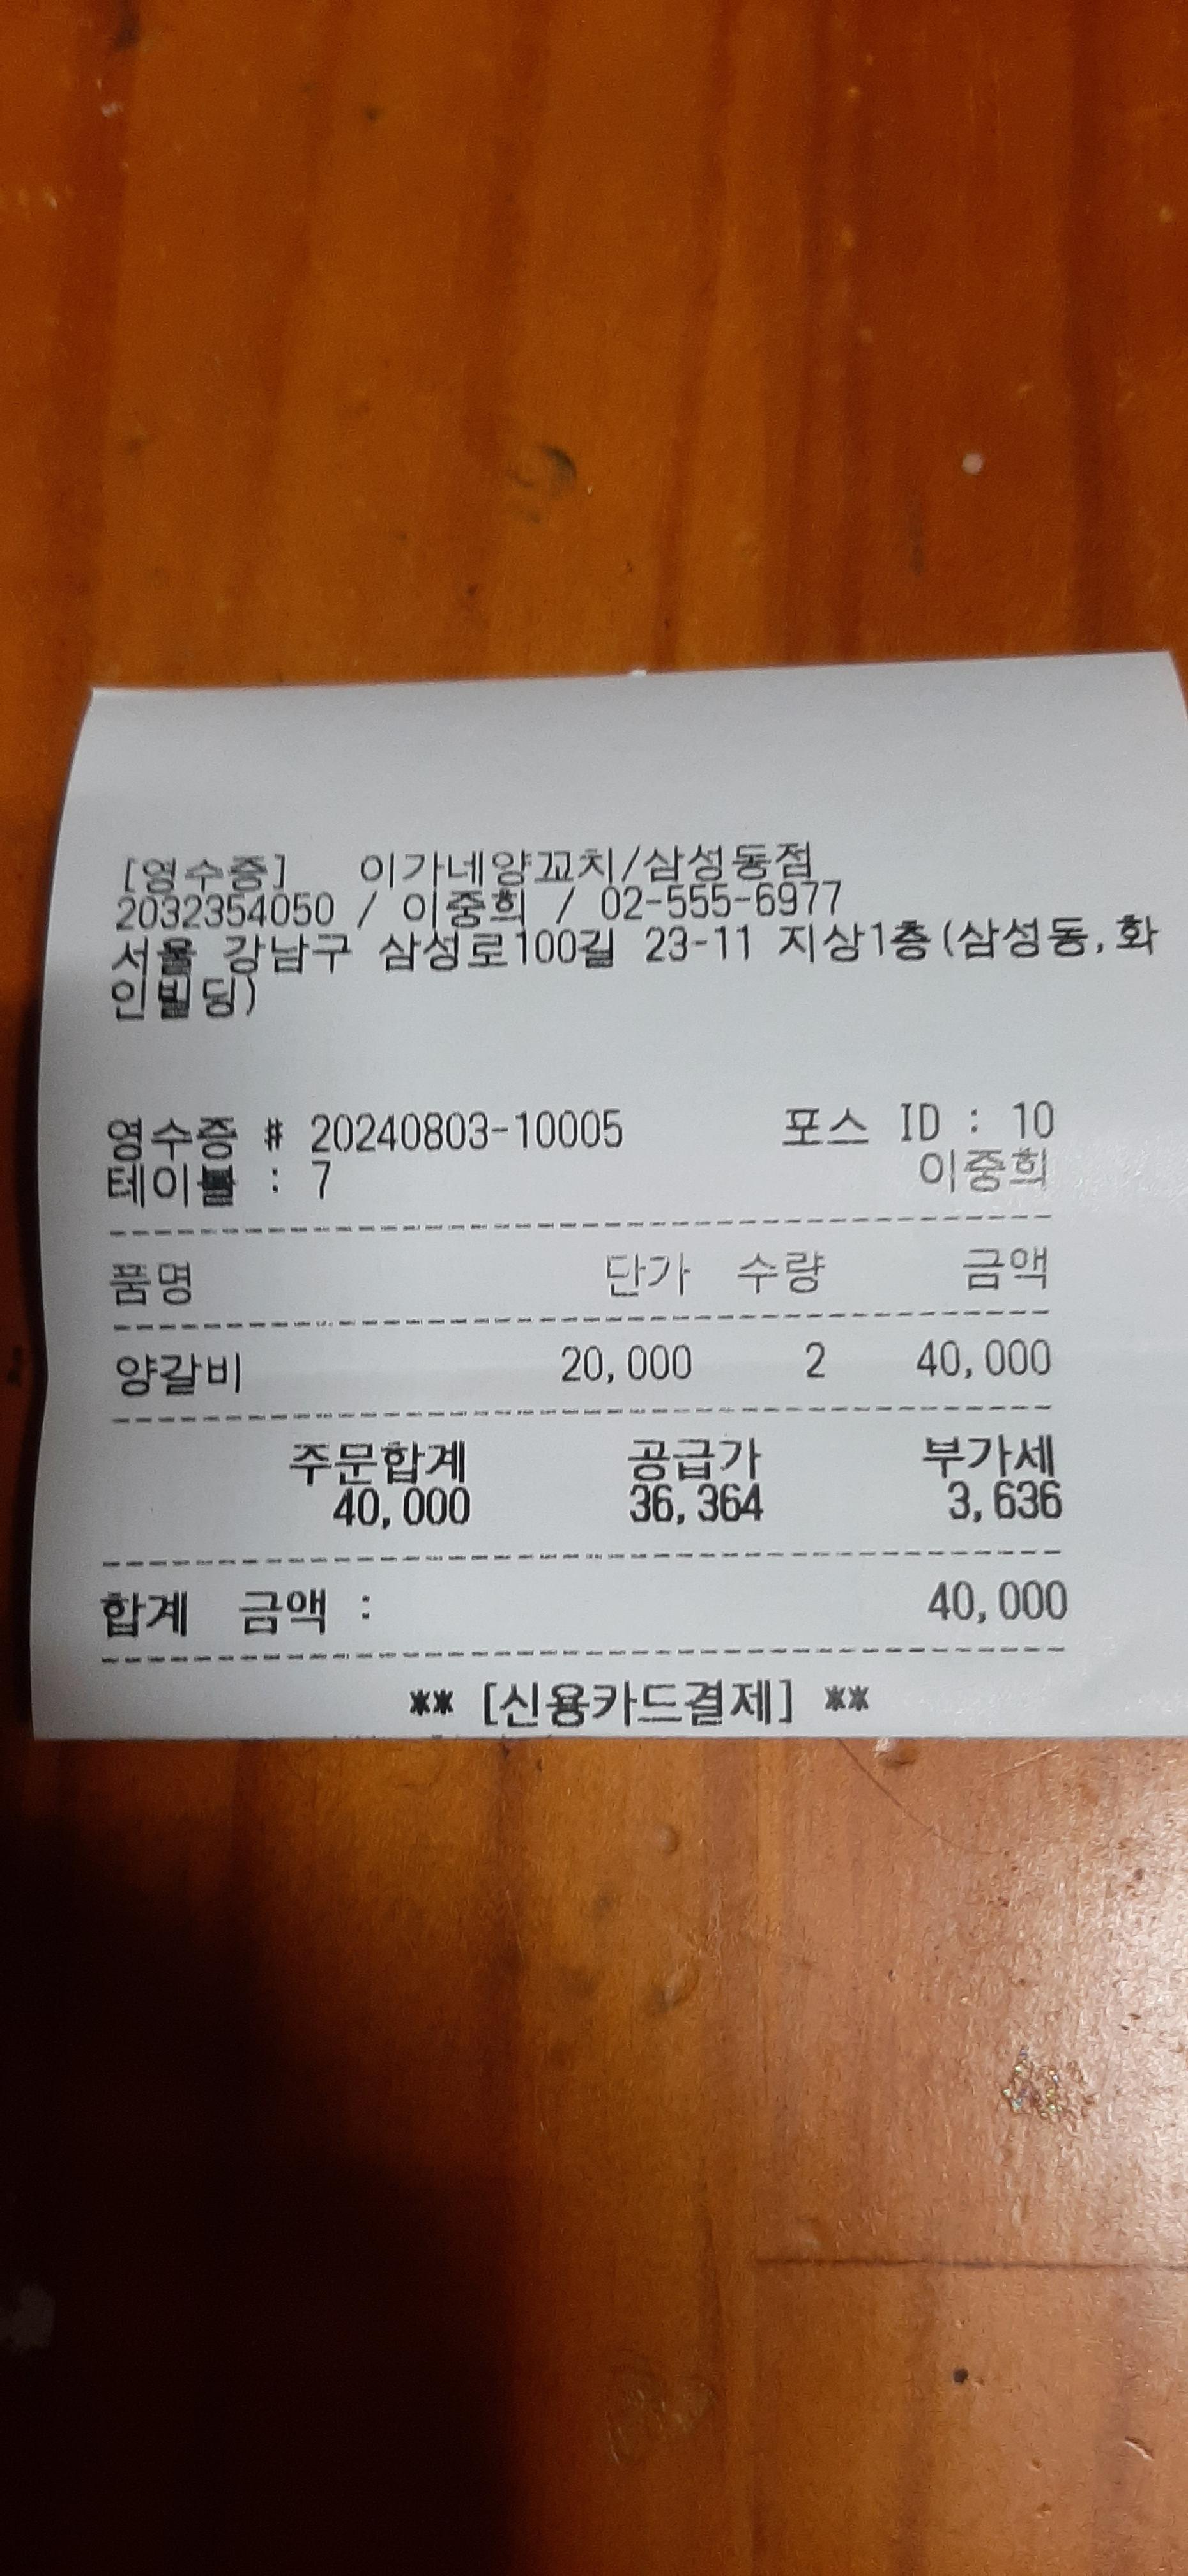 [영수증] 이가네양꼬치/삼성동점
2032354050 / 이중희 / 02-555-6977
서울 강남구 삼성로100길 23-11 지상1층(삼성동,화
인빌딩)
영수증 # 20240803-10005 포스 ID : 10
테이블 : 7 이중희
품명 단가 수량 금액
양갈비 20,000 2 40,000
주문합계 공급가 부가세
40,000 36,364 3,636
합계 금액 : 40,000
** [신용카드결제] **